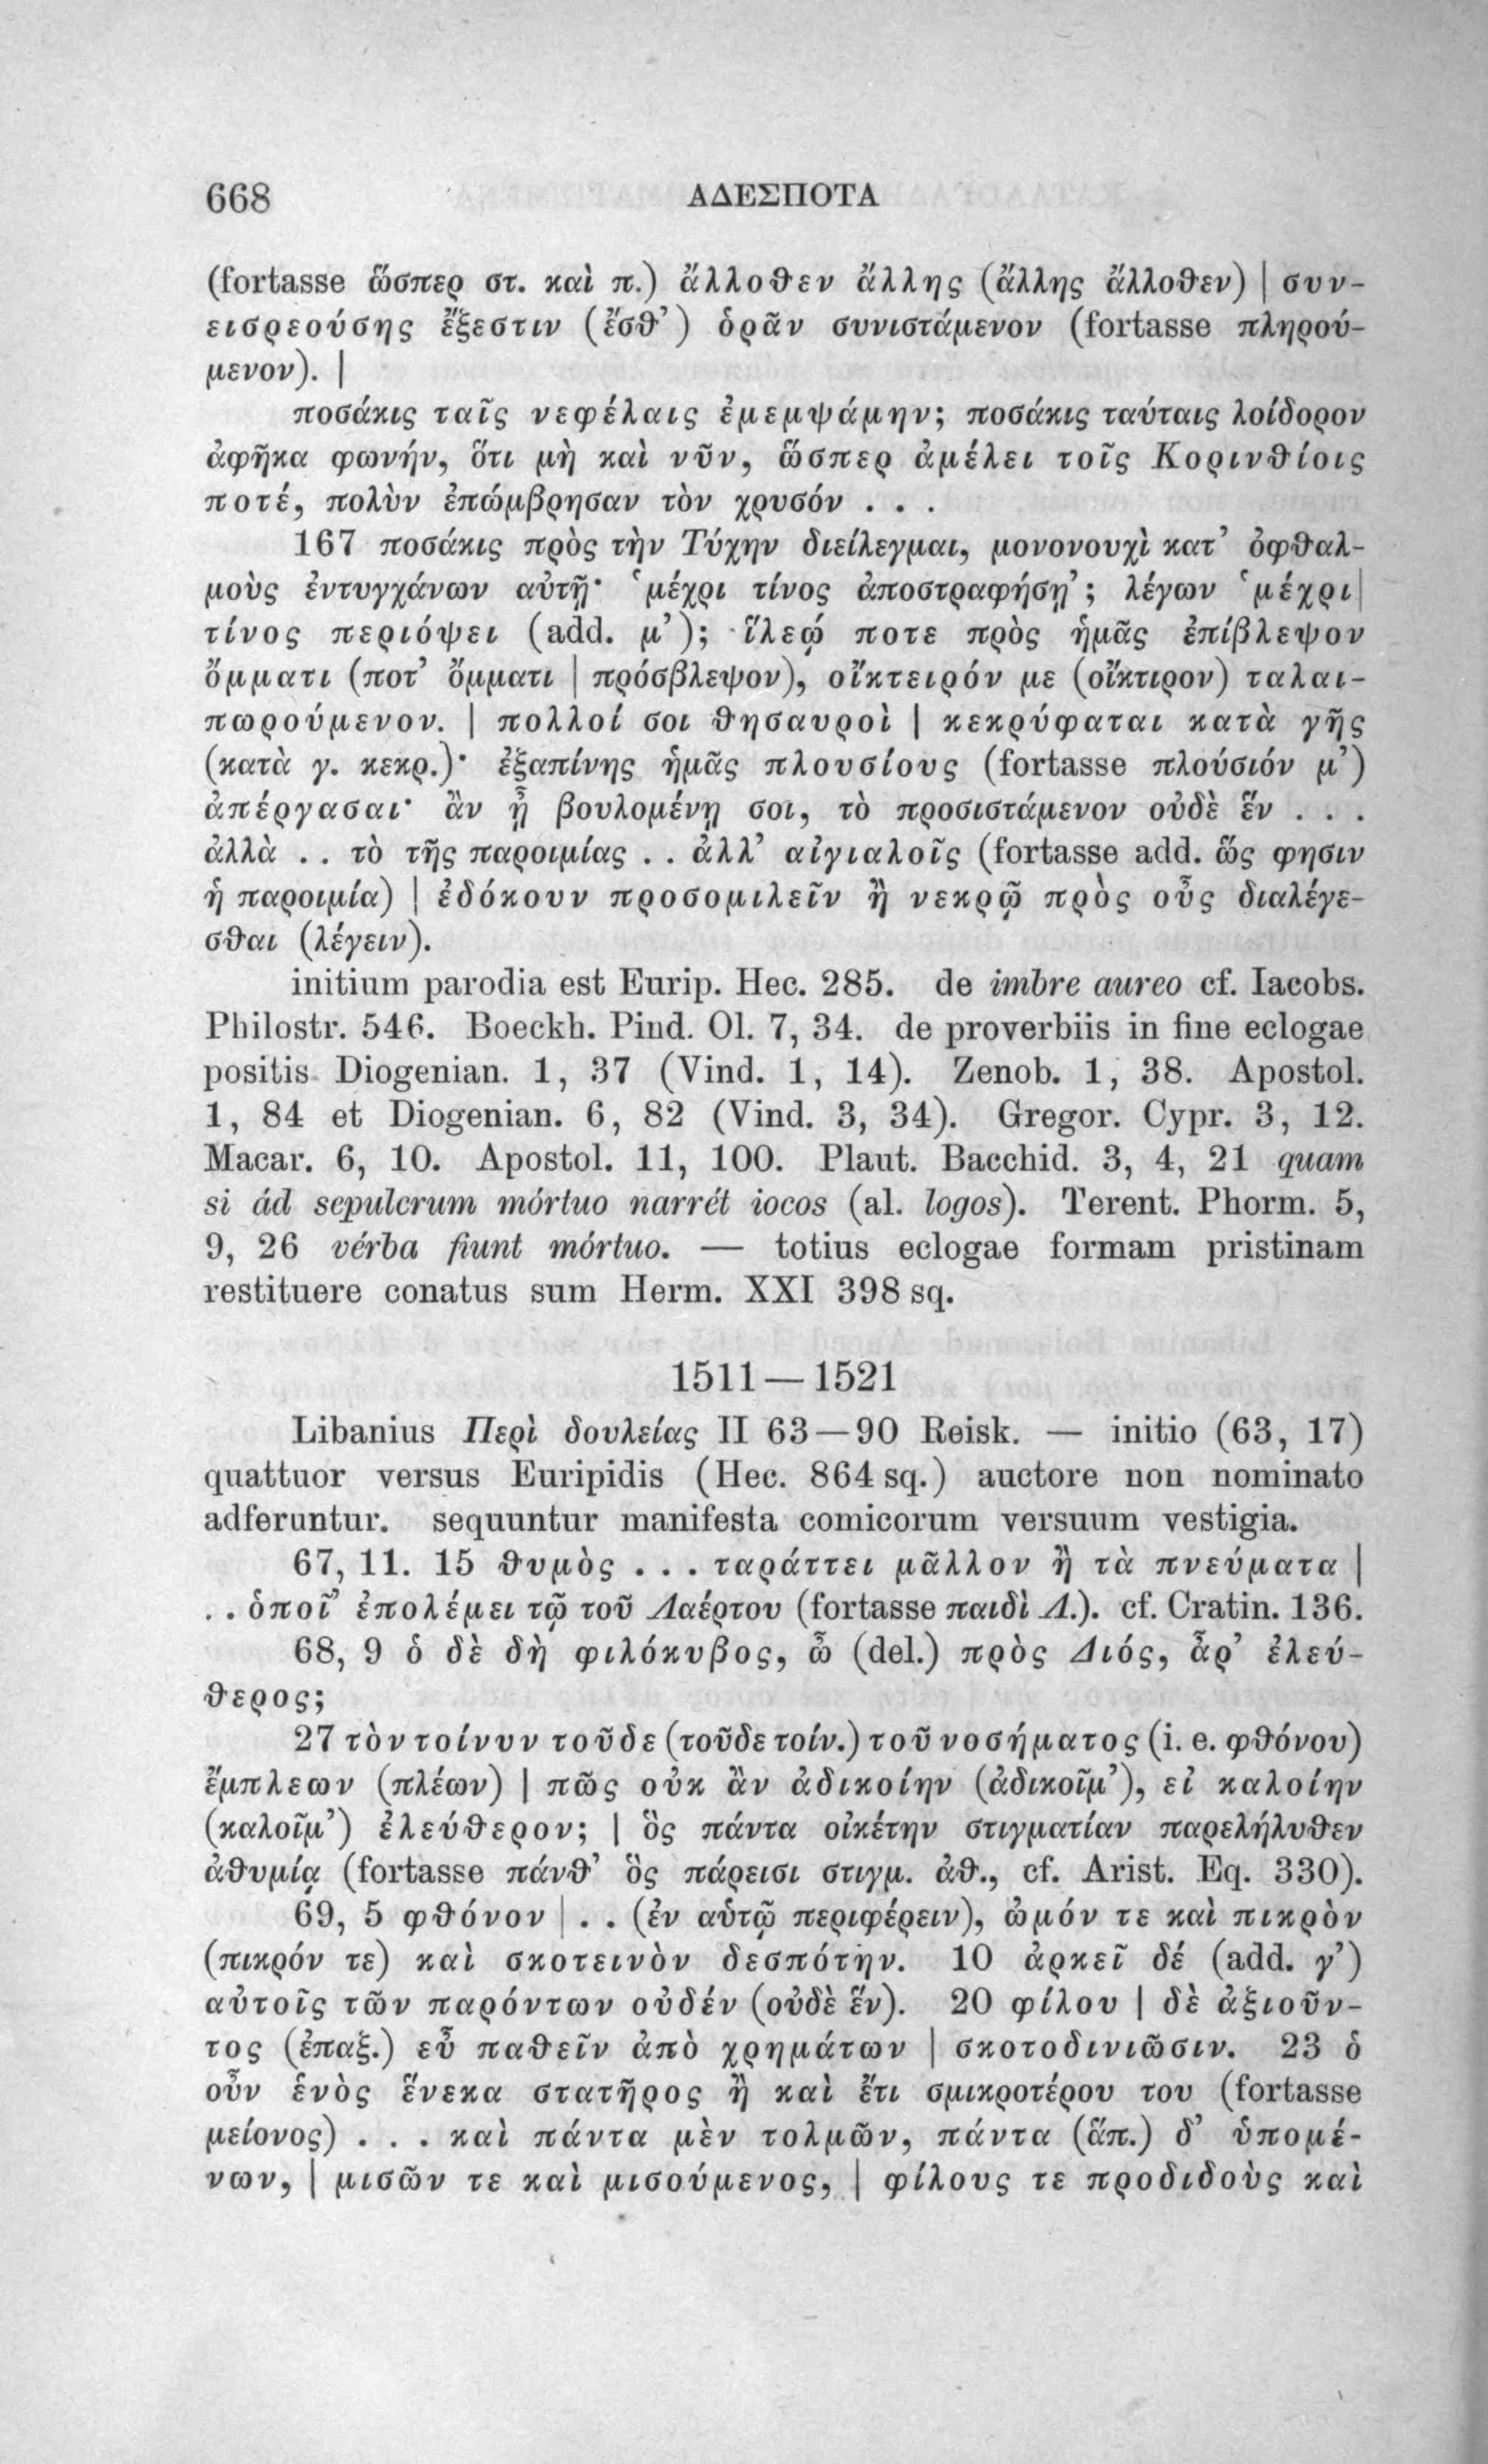 668 ΑΔΕΣΠΟΤΑ
(fortasse ὥσπερ στ. καὶ π.) ἄλλοθεν ἄλλης (ἄλλης ἄλλοθεν) | συν-
εισρεούσης ἔξεστιν (ἔσθ’) ὁρᾶν συνιστάμενον (fortasse πληρού-
μενον). |
ποσάκις ταῖς νεφέλαις ἐμεμψάμην; ποσάκις ταύταις λοίδορον
ἀφῆκα φωνήν, ὅτι μὴ καὶ νῦν, ὥσπερ ἀμέλει τοῖς Κορινθίοις
ποτέ, πολὺν ἐπώμβρησαν τὸν χρυσόν . . .
167 ποσάκις πρὸς τὴν Τύχην διείλεγμαι, μονονουχὶ κατ’ ὀφθαλ-
μοὺς ἐντυγχάνων αὐτῇ· ‘μέχρι τίνος ἀποστραφήσῃ’; λέγων ‘μέχρι|
τίνος περιόψει (add. μ’); ἵλεῴ ποτε πρὸς ἡμᾶς ἐπίβλεψον
ὄμματι (ποτ’ ὄμματι | πρόσβλεψον), οἴκτειρόν με (οἴκτιρον) ταλαι-
πωρούμενον. | πολλοί σοι θησαυροὶ | κεκρύφαται κατὰ γῆς
(κατὰ γ. κεκρ.)· ἐξαπίνης ἡμᾶς πλουσίους (fortasse πλούσιόν μ’)
ἀπέργασαι· ἂν ᾖ βουλομένῃ σοι, τὸ προσιστάμενον οὐδὲ ἕν . . .
ἀλλὰ . . τὸ τῆς παροιμίας . . ἀλλ’ αἰγιαλοῖς (fortasse add. ὥς φησιν
ἡ παροιμία) | ἐδόκουν προσομιλεῖν ἢ νεκρῷ πρὸς οὖς διαλέγε-
σθαι (λέγειν).
initium parodia est Eurip. Hec. 285. de imbre aureo cf. Iacobs.
Philostr. 546. Boeckh. Pind. Ol. 7, 34. de proverbiis in fine eclogae
positis Diogenian. 1, 37 (Vind. 1, 14). Zenob. 1, 38. Apostol.
1, 84 et Diogenian. 6, 82 (Vind. 3, 34). Gregor. Cypr. 3, 12.
Macar. 6, 10. Apostol. 11, 100. Plaut. Bacchid. 3, 4, 21 quam
si ád sepulcrum mórtuo narrét iocos (al. logos). Terent. Phorm. 5,
9, 26 vérba fiunt mórtuo. — totius eclogae formam pristinam
restituere conatus sum Herm. XXI 398 sq.
1511—1521
Libanius Περὶ δουλείας II 63—90 Reisk. — initio (63, 17)
quattuor versus Euripidis (Hec. 864 sq.) auctore non nominato
adferuntur. sequuntur manifesta comicorum versuum vestigia.
67, 11. 15 θυμὸς . . . ταράττει μᾶλλον ἢ τὰ πνεύματα |
. . ὁποῖ’ ἐπολέμει τῷ τοῦ Λαέρτου (fortasse παιδὶ Λ.). cf. Cratin. 136.
68, 9 ὁ δὲ δὴ φιλόκυβος, ὦ (del.) πρὸς Διός, ἆρ’ ἐλεύ-
θερος;
27 τὸν τοίνυν τοῦδε (τοῦδε τοίν.) τοῦ νοσήματος (i. e. φθόνου)
ἔμπλεων (πλέων) | πῶς οὐκ ἂν ἀδικοίην (ἀδικοῖμ’), εἰ καλοίην
(καλοῖμ’) ἐλεύθερον; | ὃς πάντα οἰκέτην στιγματίαν παρελήλυθεν
ἀθυμίᾳ (fortasse πάνθ’ ὃς πάρεισι στιγμ. ἀθ., cf. Arist. Eq. 330).
69, 5 φθόνον | . . (ἐν αὑτῷ περιφέρειν), ὠμόν τε καὶ πικρὸν
(πικρόν τε) καὶ σκοτεινὸν δεσπότην. 10 ἀρκεῖ δέ (add. γ’)
αὐτοῖς τῶν παρόντων οὐδέν (οὐδὲ ἕν). 20 φίλου | δὲ ἀξιοῦν-
τος (ἐπαξ.) εὖ παθεῖν ἀπὸ χρημάτων | σκοτοδινιῶσιν. 23 ὁ
οὖν ἑνὸς ἕνεκα στατῆρος ἢ καὶ ἔτι σμικροτέρου του (fortasse
μείονος) . . . καὶ πάντα μὲν τολμῶν, πάντα (ἅπ.) δ’ ὑπομέ-
νων, | μισῶν τε καὶ μισούμενος, | φίλους τε προδιδοὺς καὶ